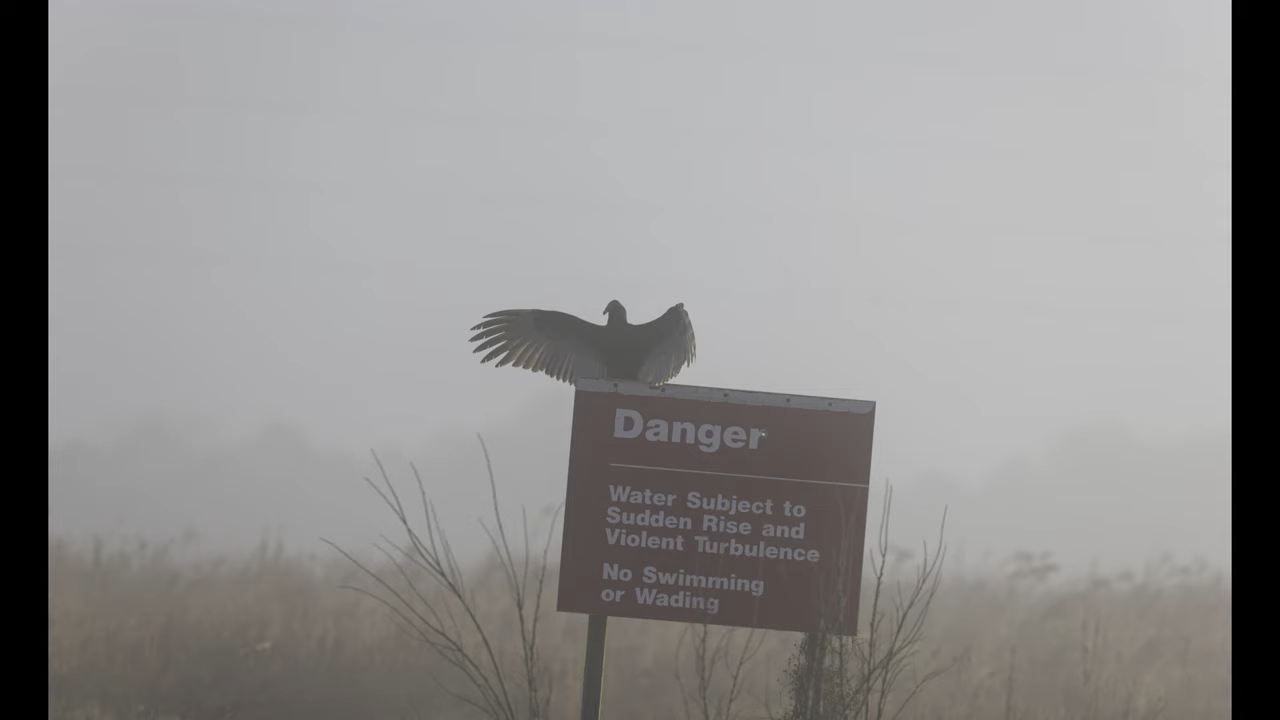 Danger
Water Subject to
Sudden Rise and
Violent Turbulence
No Swimming
or Wading